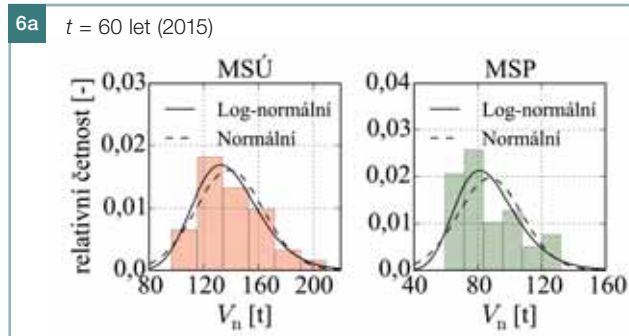 6a t = 60 let (2015)
MSÚ
relativní četnost [-]
0,03
0,02
0,01
0,0
Log-normální
Normální
80 120 160 200
Vn [t]
MSP
0,04
0,03
0,02
0,01
0,0
Log-normální
Normální
40 80 120 160
Vn [t]